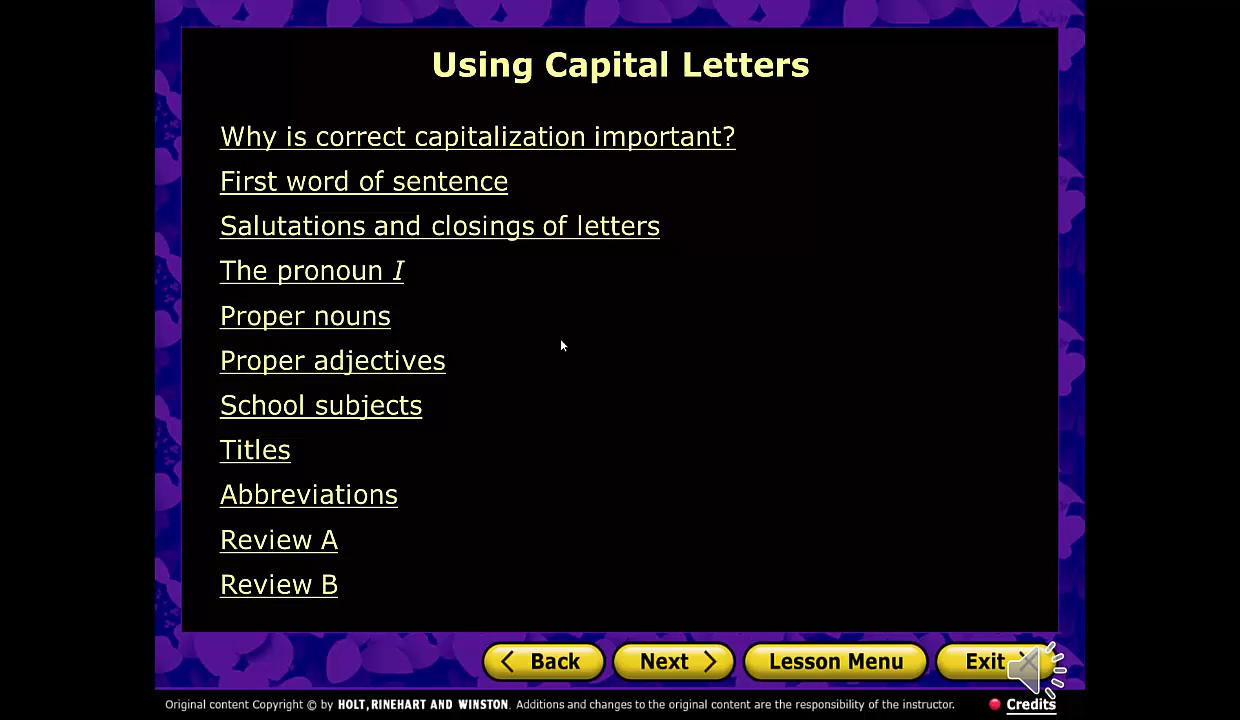 Using Capital Letters
Why is correct capitalization important?
First word of sentence
Salutations and closings of letters
The pronoun I
Proper nouns
Proper adjectives
School subjects
Titles
Abbreviations
Review A
Review B
Back Next Lesson Menu Exit
Original content Copyright © by HOLT, RINEHART AND WINSTON. Additions and changes to the original content are the responsibility of the instructor. Credits